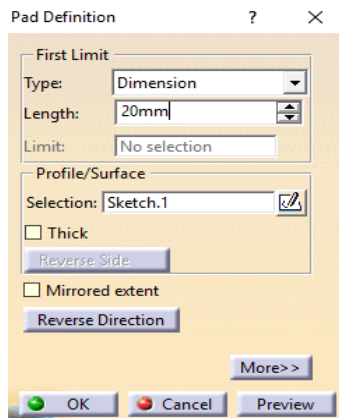 Pad Definition ? ×
First Limit
Type: Dimension
Length: 20mm
Limit: No selection
Profile/Surface
Selection: Sketch.1
Thick
Reverse Side
Mirrored extent
Reverse Direction
More>>
OK Cancel Preview